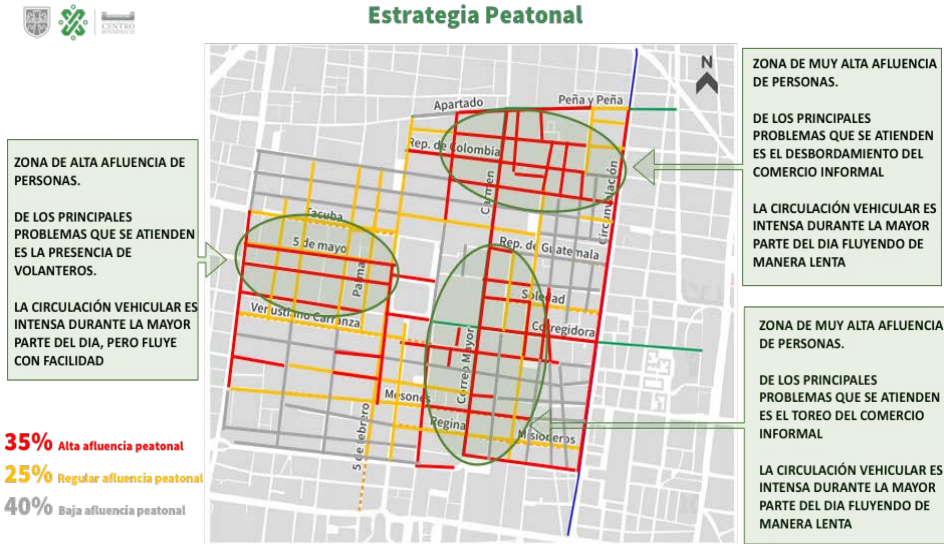 CENTRO
Estrategia Peatonal
ZONA DE ALTA AFLUENCIA DE
PERSONAS.
DE LOS PRINCIPALES
PROBLEMAS QUE SE ATIENDEN
ES LA PRESENCIA DE
VOLANTEROS.
LA CIRCULACIÓN VEHICULAR ES
INTENSA DURANTE LA MAYOR
PARTE DEL DIA, PERO FLUYE
CON FACILIDAD
N
Apartado
Peña y Peña
Rep. de Colombia
Carmen
Circunvalación
Tacuba
5 de mayo
Palma
Rep. de Guatemala
Soledad
Venustiano Carranza
Corregidora
Correo Mayor
Mesones
Regina
Misioneros
5 de febrero
ZONA DE MUY ALTA AFLUENCIA
DE PERSONAS.
DE LOS PRINCIPALES
PROBLEMAS QUE SE ATIENDEN
ES EL DESBORDAMIENTO DEL
COMERCIO INFORMAL
LA CIRCULACIÓN VEHICULAR ES
INTENSA DURANTE LA MAYOR
PARTE DEL DIA FLUYENDO DE
MANERA LENTA
ZONA DE MUY ALTA AFLUENCIA
DE PERSONAS.
DE LOS PRINCIPALES
PROBLEMAS QUE SE ATIENDEN
ES EL TOREO DEL COMERCIO
INFORMAL
LA CIRCULACIÓN VEHICULAR ES
INTENSA DURANTE LA MAYOR
PARTE DEL DIA FLUYENDO DE
MANERA LENTA
35% Alta afluencia peatonal
25% Regular afluencia peatonal
40% Baja afluencia peatonal